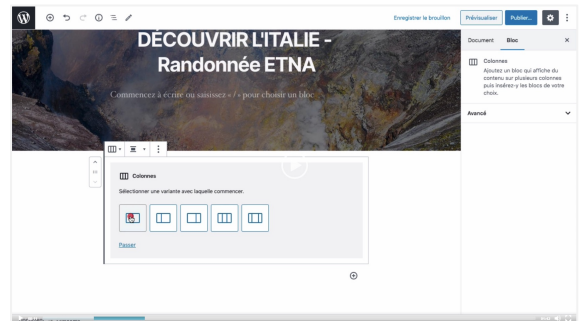 Enregistrer le brouillon
Prévisualiser
Publier...
DÉCOUVRIR L'ITALIE -
Randonnée ETNA
Commencez à écrire ou saisissez « / » pour choisir un bloc
Colonnes
Sélectionner une variante avec laquelle commencer.
Passer
Document
Bloc
Colonnes
Ajoutez un bloc qui affiche du
contenu sur plusieurs colonnes
puis insérez-y les blocs de votre
choix.
Avancé